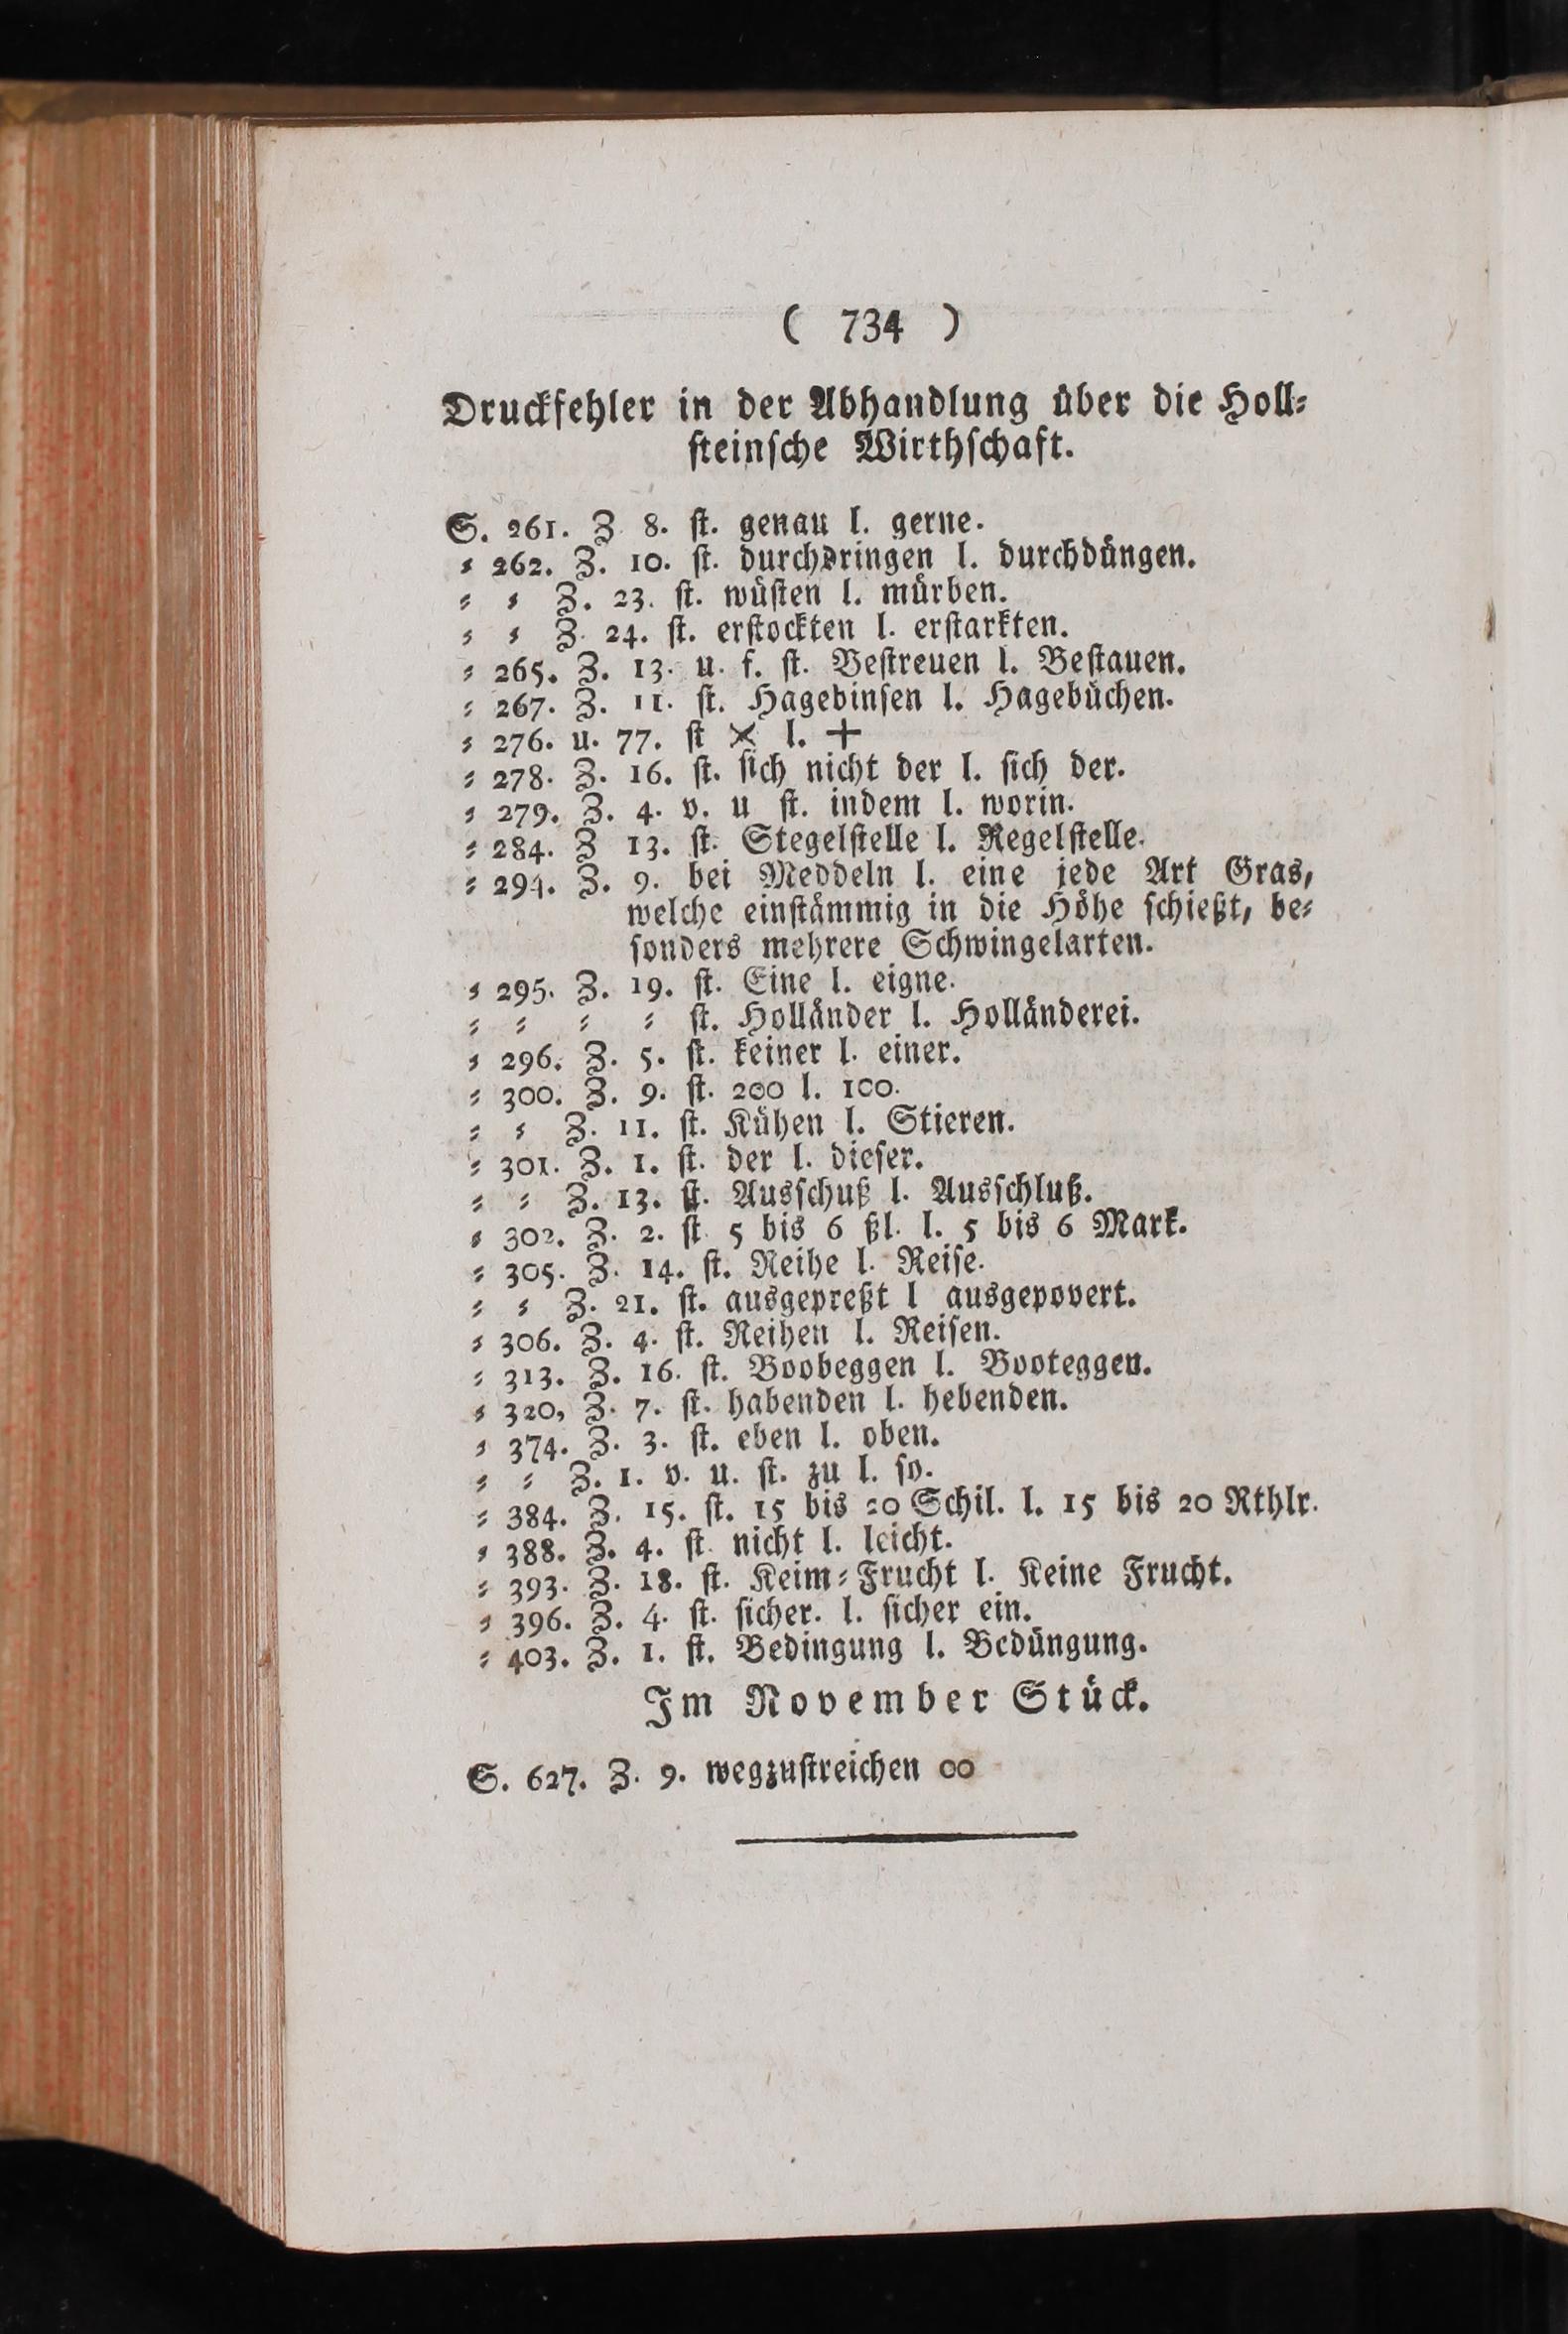 ( 734 )
Druckfehler in der Abhandlung über die Holl⸗
ſteinſche Wirthſchaft.
S. 261. Z 8. ſt. genau l. gerne.
⸗ 262. Z. 10. ſt. durchdringen l. durchdüngen.
⸗ ⸗ Z. 23. ſt. wüſten l. mürben.
⸗ ⸗ Z. 24. ſt. erſtockten l. erſtarkten.
⸗ 265. Z. 13. u. f. ſt. Beſtreuen l. Beſtauen.
⸗ 267. Z. 11. ſt. Hagebinſen l. Hagebüchen.
⸗ 276. u. 77. ſt × l. +
⸗ 278. Z. 16. ſt. ſich nicht der l. ſich der.
⸗ 279. Z. 4. v. u ſt. indem l. worin.
⸗ 284. Z 13. ſt. Stegelſtelle l. Regelſtelle.
⸗ 294. Z. 9. bei Meddeln l. eine jede Art Gras,
welche einſtämmig in die Höhe ſchießt, be⸗
ſonders mehrere Schwingelarten.
⸗ 295. Z. 19. ſt. Eine l. eigne.
⸗ ⸗ ⸗ ⸗ ſt. Holländer l. Holländerei.
⸗ 296. Z. 5. ſt. keiner l. einer.
⸗ 300. Z. 9. ſt. 200 l. 100.
⸗ ⸗ Z. 11. ſt. Kühen l. Stieren.
⸗ 301. Z. 1. ſt. der l. dieſer.
⸗ ⸗ Z. 13. ſt. Ausſchuß l. Ausſchluß.
⸗ 302. Z. 2. ſt 5 bis 6 ßl. l. 5 bis 6 Mark.
⸗ 305. Z. 14. ſt. Reihe l. Reiſe.
⸗ ⸗ Z. 21. ſt. ausgepreßt l ausgepovert.
⸗ 306. Z. 4. ſt. Reihen l. Reiſen.
⸗ 313. Z. 16. ſt. Boobeggen l. Booteggen.
⸗ 320, Z. 7. ſt. habenden l. hebenden.
⸗ 374. Z. 3. ſt. eben l. oben.
⸗ ⸗ Z. 1. v. u. ſt. zu l. ſo.
⸗ 384. Z. 15. ſt. 15 bis 20 Schil. l. 15 bis 20 Rthlr.
⸗ 388. Z. 4. ſt. nicht l. leicht.
⸗ 393. Z. 18. ſt. Keim⸗Frucht l. Keine Frucht.
⸗ 396. Z. 4. ſt. ſicher. l. ſicher ein.
⸗ 403. Z. 1. ſt. Bedingung l. Bedüngung.
Im November Stück.
S. 627. Z. 9. wegzuſtreichen oo